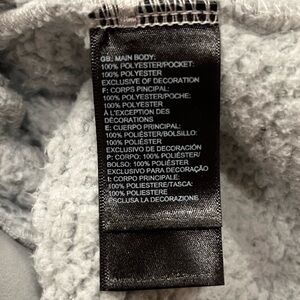 GB: MAIN BODY:
100% POLYESTER/POCKET:
100% POLYESTER
EXCLUSIVE OF DECORATION
F: CORPS PINCIPAL:
100% POLYESTER/POCHE:
100% POLYESTER
A L'EXCEPTION DES
DÉCORATIONS
E: CUERPO PRINCIPAL:
100% POLIÉSTER/BOLSILLO:
100% POLIÉSTER
EXCLUSIVO DE DECORACIÓN
P: CORPO: 100% POLIÉSTER/
BOLSO: 100% POLIÉSTER
EXCLUSIVO PARA DECORAÇÃO
I: CORPO PRINCIPALE:
100% POLIESTERE/TASCA:
100% POLIESTERE
ESCLUSA LA DECORAZIONE